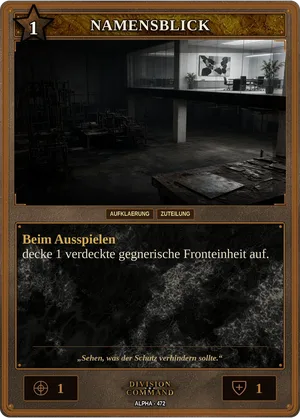 1
NAMENSBLICK
AUFKLAERUNG
ZUTEILUNG
Beim Ausspielen
decke 1 verdeckte gegnerische Fronteinheit auf.
„Sehen, was der Schutz verhindern sollte.“
1
DIVISION
COMMAND
1
ALPHA - 472